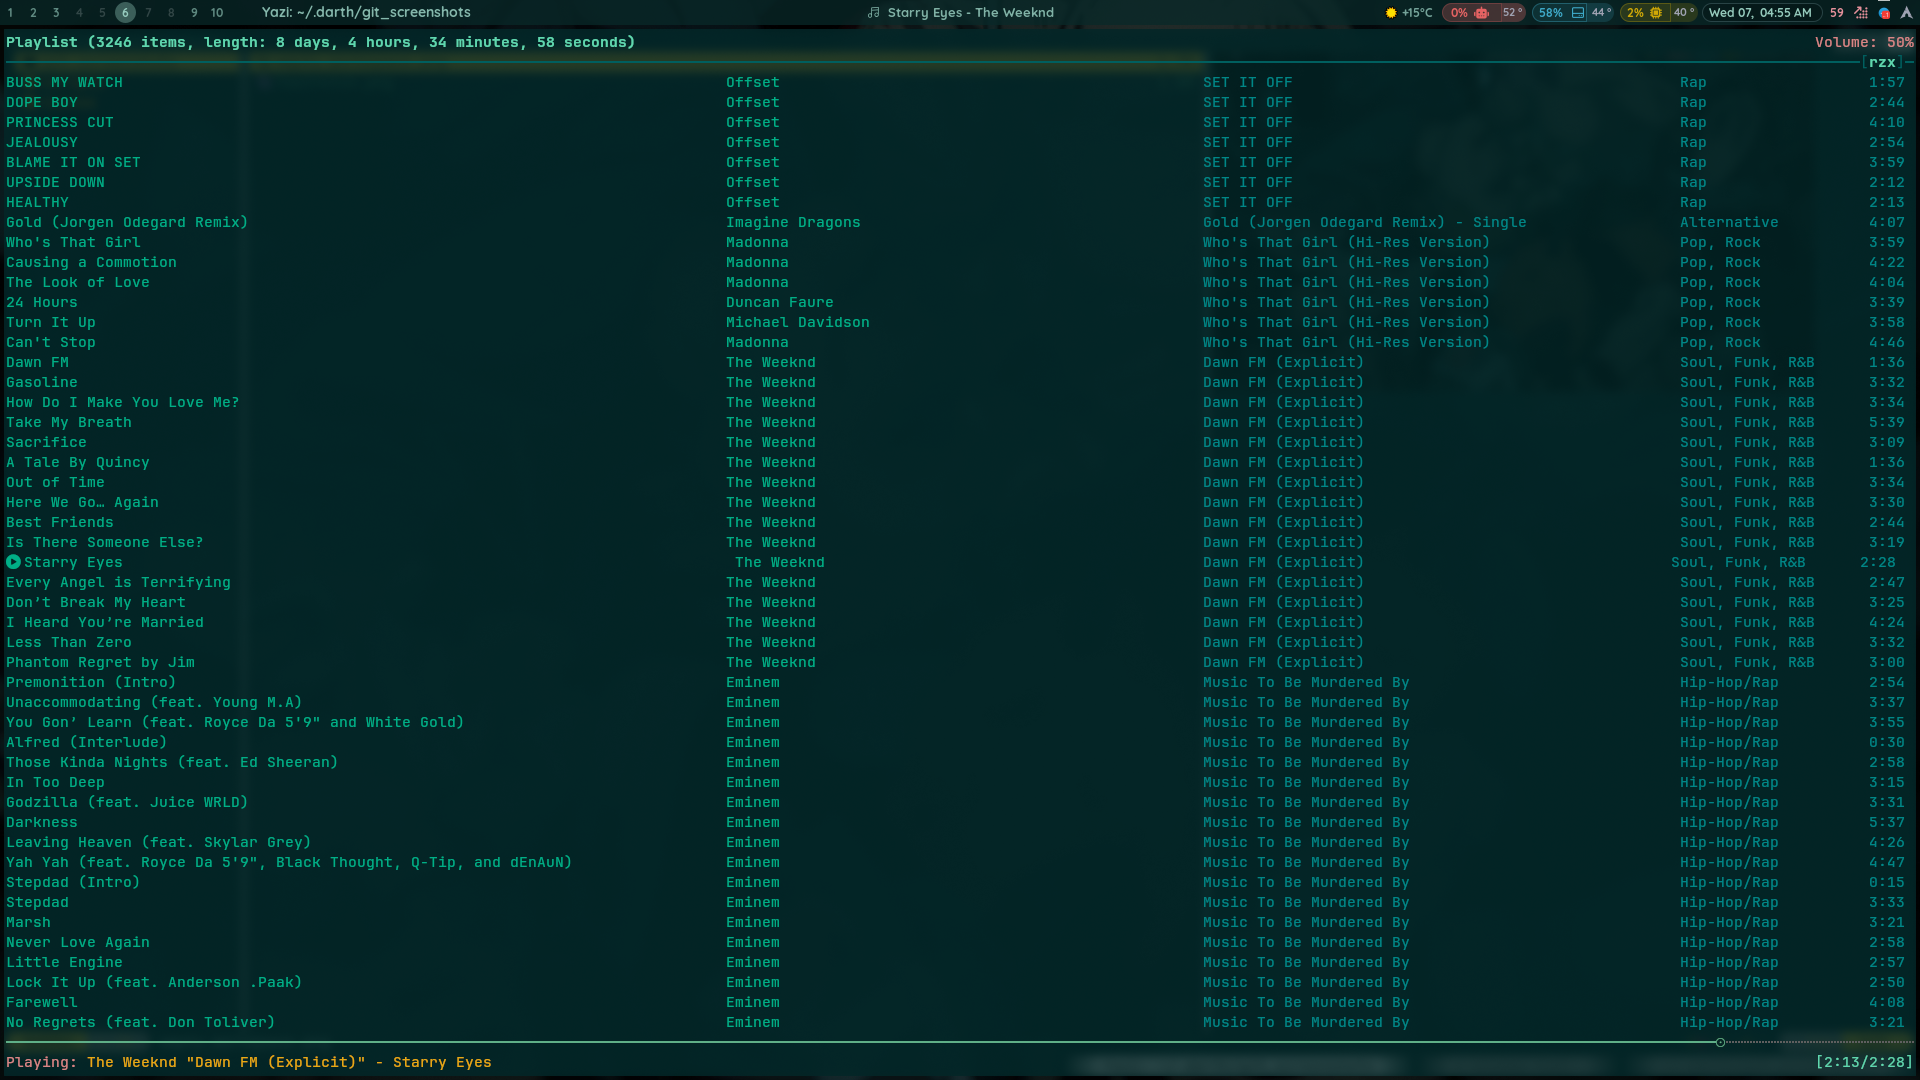 1 2 3 4 5 6 7 8 9 10 Yazi: ~/.darth/git_screenshots Starry Eyes - The Weeknd +15°C 0% 52 ° 58% 44 ° 2% 40 ° Wed 07, 04:55 AM 59
Playlist (3246 items, length: 8 days, 4 hours, 34 minutes, 58 seconds) Volume: 50%
[rzx]
BUSS MY WATCH Offset SET IT OFF Rap 1:57
DOPE BOY Offset SET IT OFF Rap 2:44
PRINCESS CUT Offset SET IT OFF Rap 4:10
JEALOUSY Offset SET IT OFF Rap 2:54
BLAME IT ON SET Offset SET IT OFF Rap 3:59
UPSIDE DOWN Offset SET IT OFF Rap 2:12
HEALTHY Offset SET IT OFF Rap 2:13
Gold (Jorgen Odegard Remix) Imagine Dragons Gold (Jorgen Odegard Remix) - Single Alternative 4:07
Who's That Girl Madonna Who's That Girl (Hi-Res Version) Pop, Rock 3:59
Causing a Commotion Madonna Who's That Girl (Hi-Res Version) Pop, Rock 4:22
The Look of Love Madonna Who's That Girl (Hi-Res Version) Pop, Rock 4:04
24 Hours Duncan Faure Who's That Girl (Hi-Res Version) Pop, Rock 3:39
Turn It Up Michael Davidson Who's That Girl (Hi-Res Version) Pop, Rock 3:58
Can't Stop Madonna Who's That Girl (Hi-Res Version) Pop, Rock 4:46
Dawn FM The Weeknd Dawn FM (Explicit) Soul, Funk, R&B 1:36
Gasoline The Weeknd Dawn FM (Explicit) Soul, Funk, R&B 3:32
How Do I Make You Love Me? The Weeknd Dawn FM (Explicit) Soul, Funk, R&B 3:34
Take My Breath The Weeknd Dawn FM (Explicit) Soul, Funk, R&B 5:39
Sacrifice The Weeknd Dawn FM (Explicit) Soul, Funk, R&B 3:09
A Tale By Quincy The Weeknd Dawn FM (Explicit) Soul, Funk, R&B 1:36
Out of Time The Weeknd Dawn FM (Explicit) Soul, Funk, R&B 3:34
Here We Go… Again The Weeknd Dawn FM (Explicit) Soul, Funk, R&B 3:30
Best Friends The Weeknd Dawn FM (Explicit) Soul, Funk, R&B 2:44
Is There Someone Else? The Weeknd Dawn FM (Explicit) Soul, Funk, R&B 3:19
Starry Eyes The Weeknd Dawn FM (Explicit) Soul, Funk, R&B 2:28
Every Angel is Terrifying The Weeknd Dawn FM (Explicit) Soul, Funk, R&B 2:47
Don’t Break My Heart The Weeknd Dawn FM (Explicit) Soul, Funk, R&B 3:25
I Heard You’re Married The Weeknd Dawn FM (Explicit) Soul, Funk, R&B 4:24
Less Than Zero The Weeknd Dawn FM (Explicit) Soul, Funk, R&B 3:32
Phantom Regret by Jim The Weeknd Dawn FM (Explicit) Soul, Funk, R&B 3:00
Premonition (Intro) Eminem Music To Be Murdered By Hip-Hop/Rap 2:54
Unaccommodating (feat. Young M.A) Eminem Music To Be Murdered By Hip-Hop/Rap 3:37
You Gon’ Learn (feat. Royce Da 5'9" and White Gold) Eminem Music To Be Murdered By Hip-Hop/Rap 3:55
Alfred (Interlude) Eminem Music To Be Murdered By Hip-Hop/Rap 0:30
Those Kinda Nights (feat. Ed Sheeran) Eminem Music To Be Murdered By Hip-Hop/Rap 2:58
In Too Deep Eminem Music To Be Murdered By Hip-Hop/Rap 3:15
Godzilla (feat. Juice WRLD) Eminem Music To Be Murdered By Hip-Hop/Rap 3:31
Darkness Eminem Music To Be Murdered By Hip-Hop/Rap 5:37
Leaving Heaven (feat. Skylar Grey) Eminem Music To Be Murdered By Hip-Hop/Rap 4:26
Yah Yah (feat. Royce Da 5'9", Black Thought, Q-Tip, and dEnAuN) Eminem Music To Be Murdered By Hip-Hop/Rap 4:47
Stepdad (Intro) Eminem Music To Be Murdered By Hip-Hop/Rap 0:15
Stepdad Eminem Music To Be Murdered By Hip-Hop/Rap 3:33
Marsh Eminem Music To Be Murdered By Hip-Hop/Rap 3:21
Never Love Again Eminem Music To Be Murdered By Hip-Hop/Rap 2:58
Little Engine Eminem Music To Be Murdered By Hip-Hop/Rap 2:57
Lock It Up (feat. Anderson .Paak) Eminem Music To Be Murdered By Hip-Hop/Rap 2:50
Farewell Eminem Music To Be Murdered By Hip-Hop/Rap 4:08
No Regrets (feat. Don Toliver) Eminem Music To Be Murdered By Hip-Hop/Rap 3:21
Playing: The Weeknd "Dawn FM (Explicit)" - Starry Eyes [2:13/2:28]